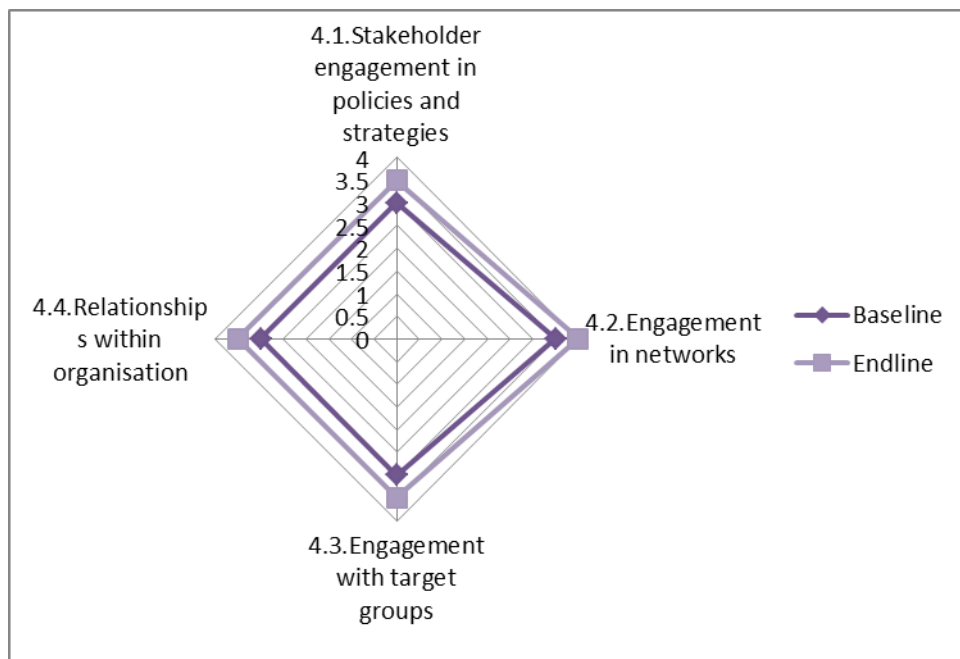 4.1.Stakeholder
engagement in
policies and
strategies
4
3.5
3
2.5
2
1.5
1
0.5
0
4.4.Relationship
s within
organisation
4.2.Engagement
in networks
Baseline
Endline
4.3.Engagement
with target
groups